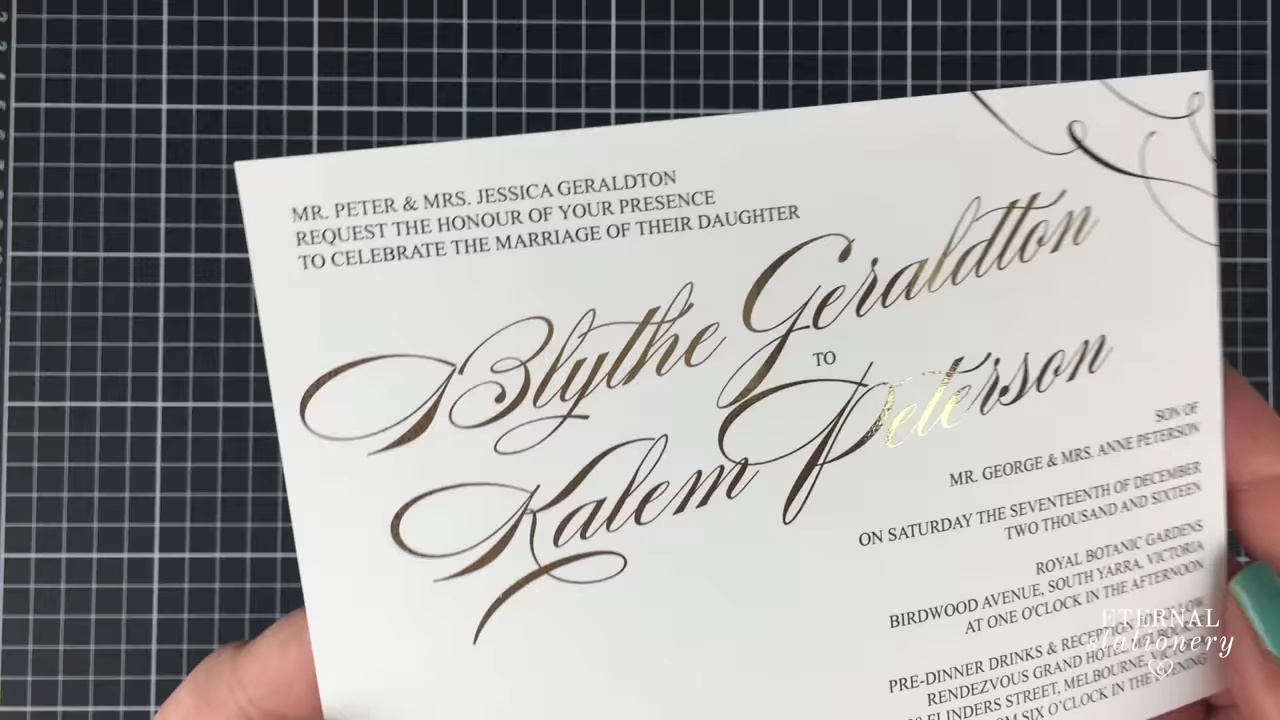 MR. PETER & MRS. JESSICA GERALDTON
REQUEST THE HONOUR OF YOUR PRESENCE
TO CELEBRATE THE MARRIAGE OF THEIR DAUGHTER
Blythe Geraldton
TO
Kalem Peterson
SON OF
MR. GEORGE & MRS. ANNE PETERSON
ON SATURDAY THE SEVENTEENTH OF DECEMBER
TWO THOUSAND AND SIXTEEN
ROYAL BOTANIC GARDENS
BIRDWOOD AVENUE, SOUTH YARRA, VICTORIA
AT ONE O'CLOCK IN THE AFTERNOON
PRE-DINNER DRINKS & RECEPTION
RENDEZVOUS GRAND HOTEL
FLINDERS STREET, MELBOURNE,
SIX O'CLOCK IN THE EVENING
ETERNAL
stationery